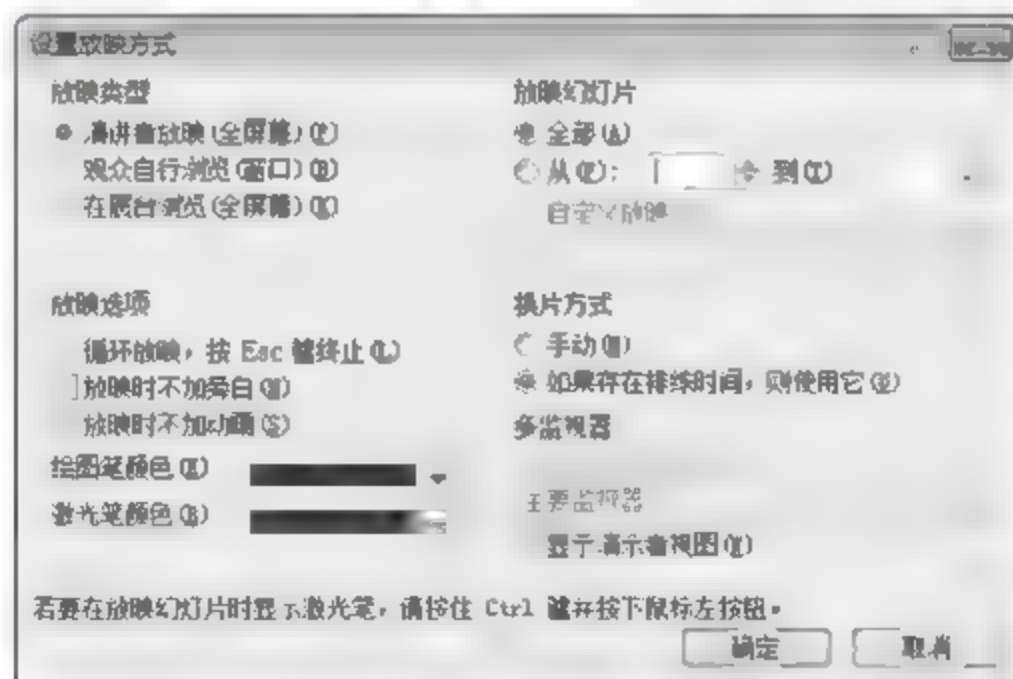 设置放映方式
放映类型
演讲者放映(全屏幕)(P)
观众自行浏览(窗口)(B)
在展台浏览(全屏幕)(K)
放映幻灯片
全部(A)
从(F): 到(T)
自定义放映
放映选项
循环放映，按 Esc 键终止(L)
放映时不加旁白(N)
放映时不加动画(S)
绘图笔颜色(E)
激光笔颜色(R)
换片方式
手动(M)
如果存在排练时间，则使用它(U)
多监视器
主要监视器
显示演示者视图(W)
若要在放映幻灯片时显示激光笔，请按住 Ctrl 键并按下鼠标左按钮。
确定 取消